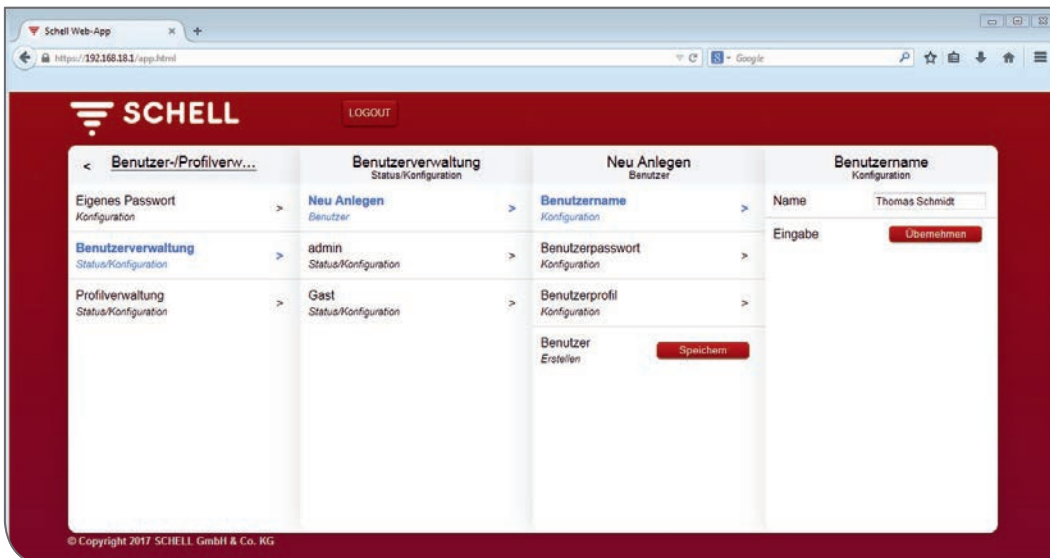 Schell Web-App
https://192.168.18.1/app.html
Google
SCHELL
LOGOUT
< Benutzer-/Profilverw...
Eigenes Passwort >
Konfiguration
Benutzerverwaltung >
Status/Konfiguration
Profilverwaltung >
Status/Konfiguration
Benutzerverwaltung
Status/Konfiguration
Neu Anlegen >
Benutzer
admin >
Status/Konfiguration
Gast >
Status/Konfiguration
Neu Anlegen
Benutzer
Benutzername >
Konfiguration
Benutzerpasswort >
Konfiguration
Benutzerprofil >
Konfiguration
Benutzer Speichern
Erstellen
Benutzername
Konfiguration
Name Thomas Schmidt
Eingabe Übernehmen
© Copyright 2017 SCHELL GmbH & Co. KG